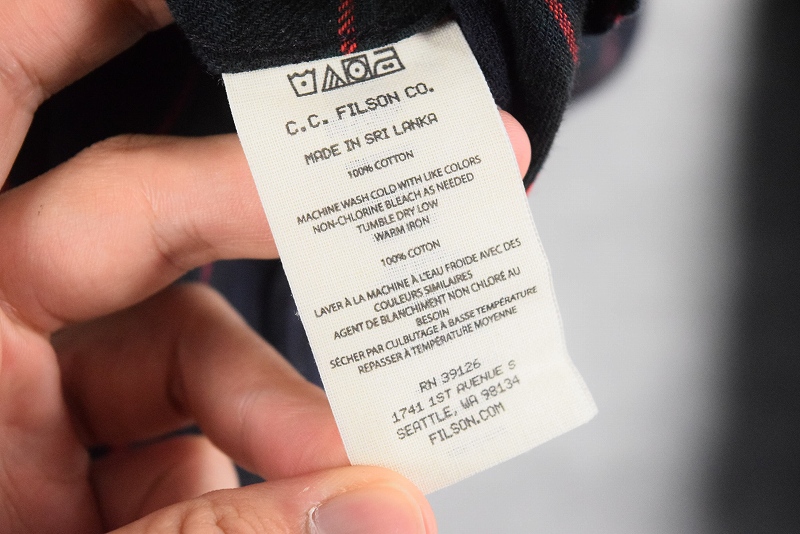 C.C. FILSON CO.
MADE IN SRI LANKA
100% COTTON
MACHINE WASH COLD WITH LIKE COLORS
NON-CHLORINE BLEACH AS NEEDED
TUMBLE DRY LOW
WARM IRON
100% COTON
LAVER À LA MACHINE À L'EAU FROIDE AVEC DES
COULEURS SIMILAIRES
AGENT DE BLANCHIMENT NON CHLORÉ AU
BESOIN
SÉCHER PAR CULBUTAGE À BASSE TEMPÉRATURE
REPASSER À TEMPÉRATURE MOYENNE
RN 39126
1741 1ST AVENUE S
SEATTLE, WA 98134
FILSON.COM